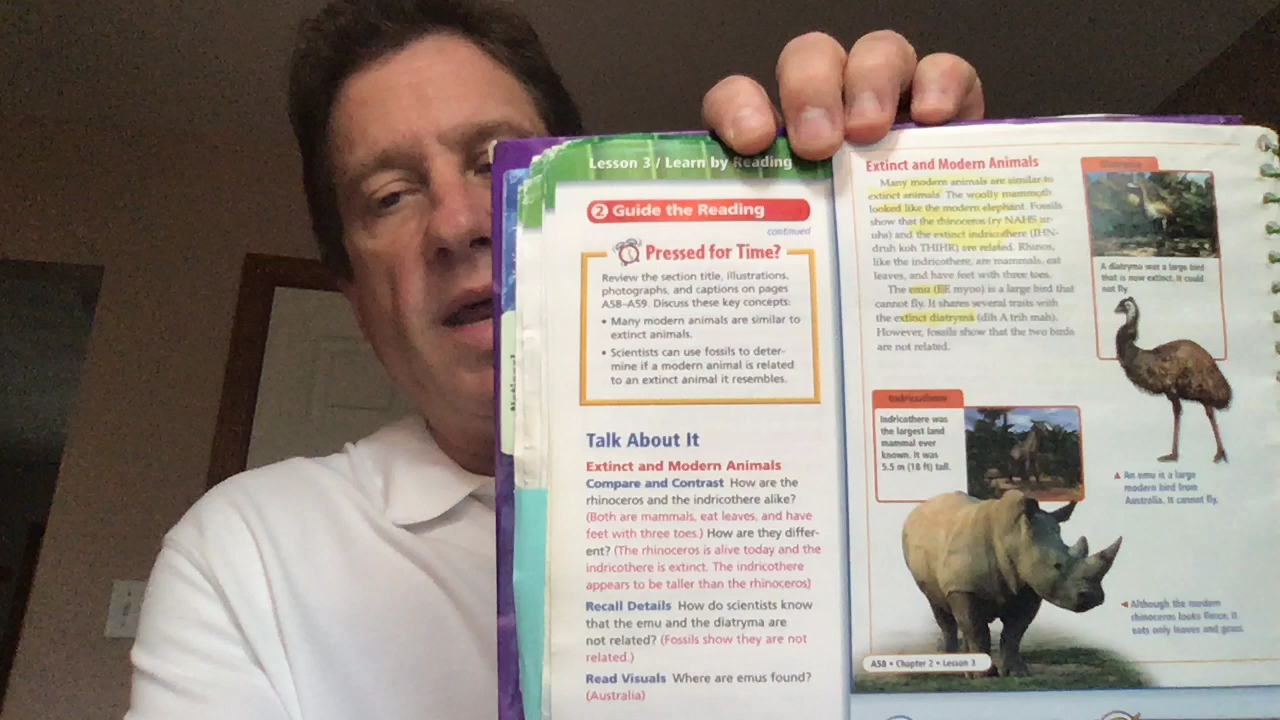 Lesson 3 / Learn by Reading
2 Guide the Reading
continued
Pressed for Time?
Review the section title, illustrations,
photographs, and captions on pages
A58–A59. Discuss these key concepts:
• Many modern animals are similar to
extinct animals.
• Scientists can use fossils to deter-
mine if a modern animal is related
to an extinct animal it resembles.
Talk About It
Extinct and Modern Animals
Compare and Contrast How are the
rhinoceros and the indricothere alike?
(Both are mammals, eat leaves, and have
feet with three toes.) How are they differ-
ent? (The rhinoceros is alive today and the
indricothere is extinct. The indricothere
appears to be taller than the rhinoceros)
Recall Details How do scientists know
that the emu and the diatryma are
not related? (Fossils show they are not
related.)
Read Visuals Where are emus found?
(Australia)
Extinct and Modern Animals
Many modern animals are similar to
extinct animals. The woolly mammoth
looked like the modern elephant. Fossils
show that the rhinoceros (ry NAHS ur-
uhs) and the extinct indricothere (IHN-
druh koh THIHR) are related. Rhinos,
like the indricothere, are mammals, eat
leaves, and have feet with three toes.
The emu (EE myoo) is a large bird that
cannot fly. It shares several traits with
the extinct diatryma (dih A trih mah).
However, fossils show that the two birds
are not related.
Diatryma
A diatryma was a large bird
that is now extinct. It could
not fly.
▲ An emu is a large
modern bird from
Australia. It cannot fly.
Indricothere
Indricothere was
the largest land
mammal ever
known. It was
5.5 m (18 ft) tall.
◄ Although the modern
rhinoceros looks fierce, it
eats only leaves and grass.
A58 • Chapter 2 • Lesson 3